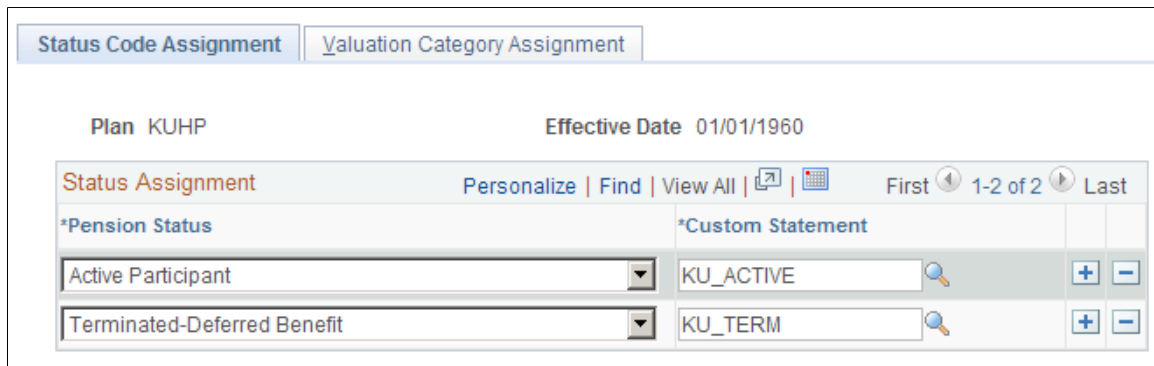 Status Code Assignment Valuation Category Assignment
Plan KUHP Effective Date 01/01/1960
Status Assignment Personalize | Find | View All | | First 1-2 of 2 Last
*Pension Status *Custom Statement
Active Participant KU_ACTIVE + -
Terminated-Deferred Benefit KU_TERM + -